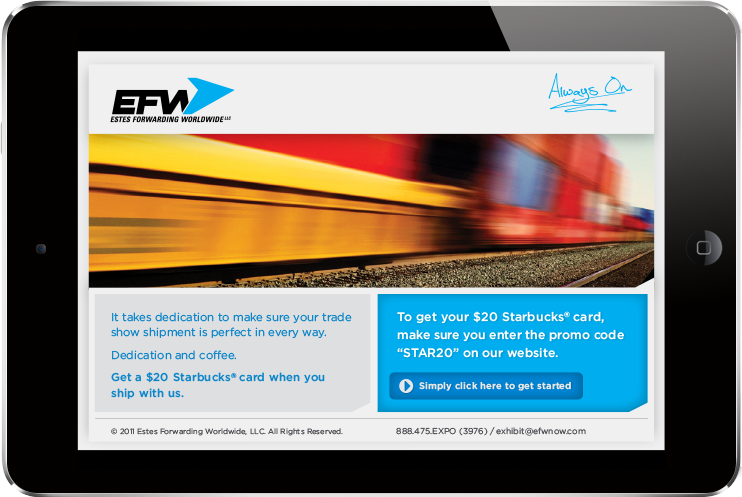 EFW
ESTES FORWARDING WORLDWIDE LLC
Always On
It takes dedication to make sure your trade
show shipment is perfect in every way.
Dedication and coffee.
Get a $20 Starbucks® card when you
ship with us.
To get your $20 Starbucks® card,
make sure you enter the promo code
“STAR20” on our website.
Simply click here to get started
© 2011 Estes Forwarding Worldwide, LLC. All Rights Reserved.
888.475.EXPO (3976) / exhibit@efwnow.com